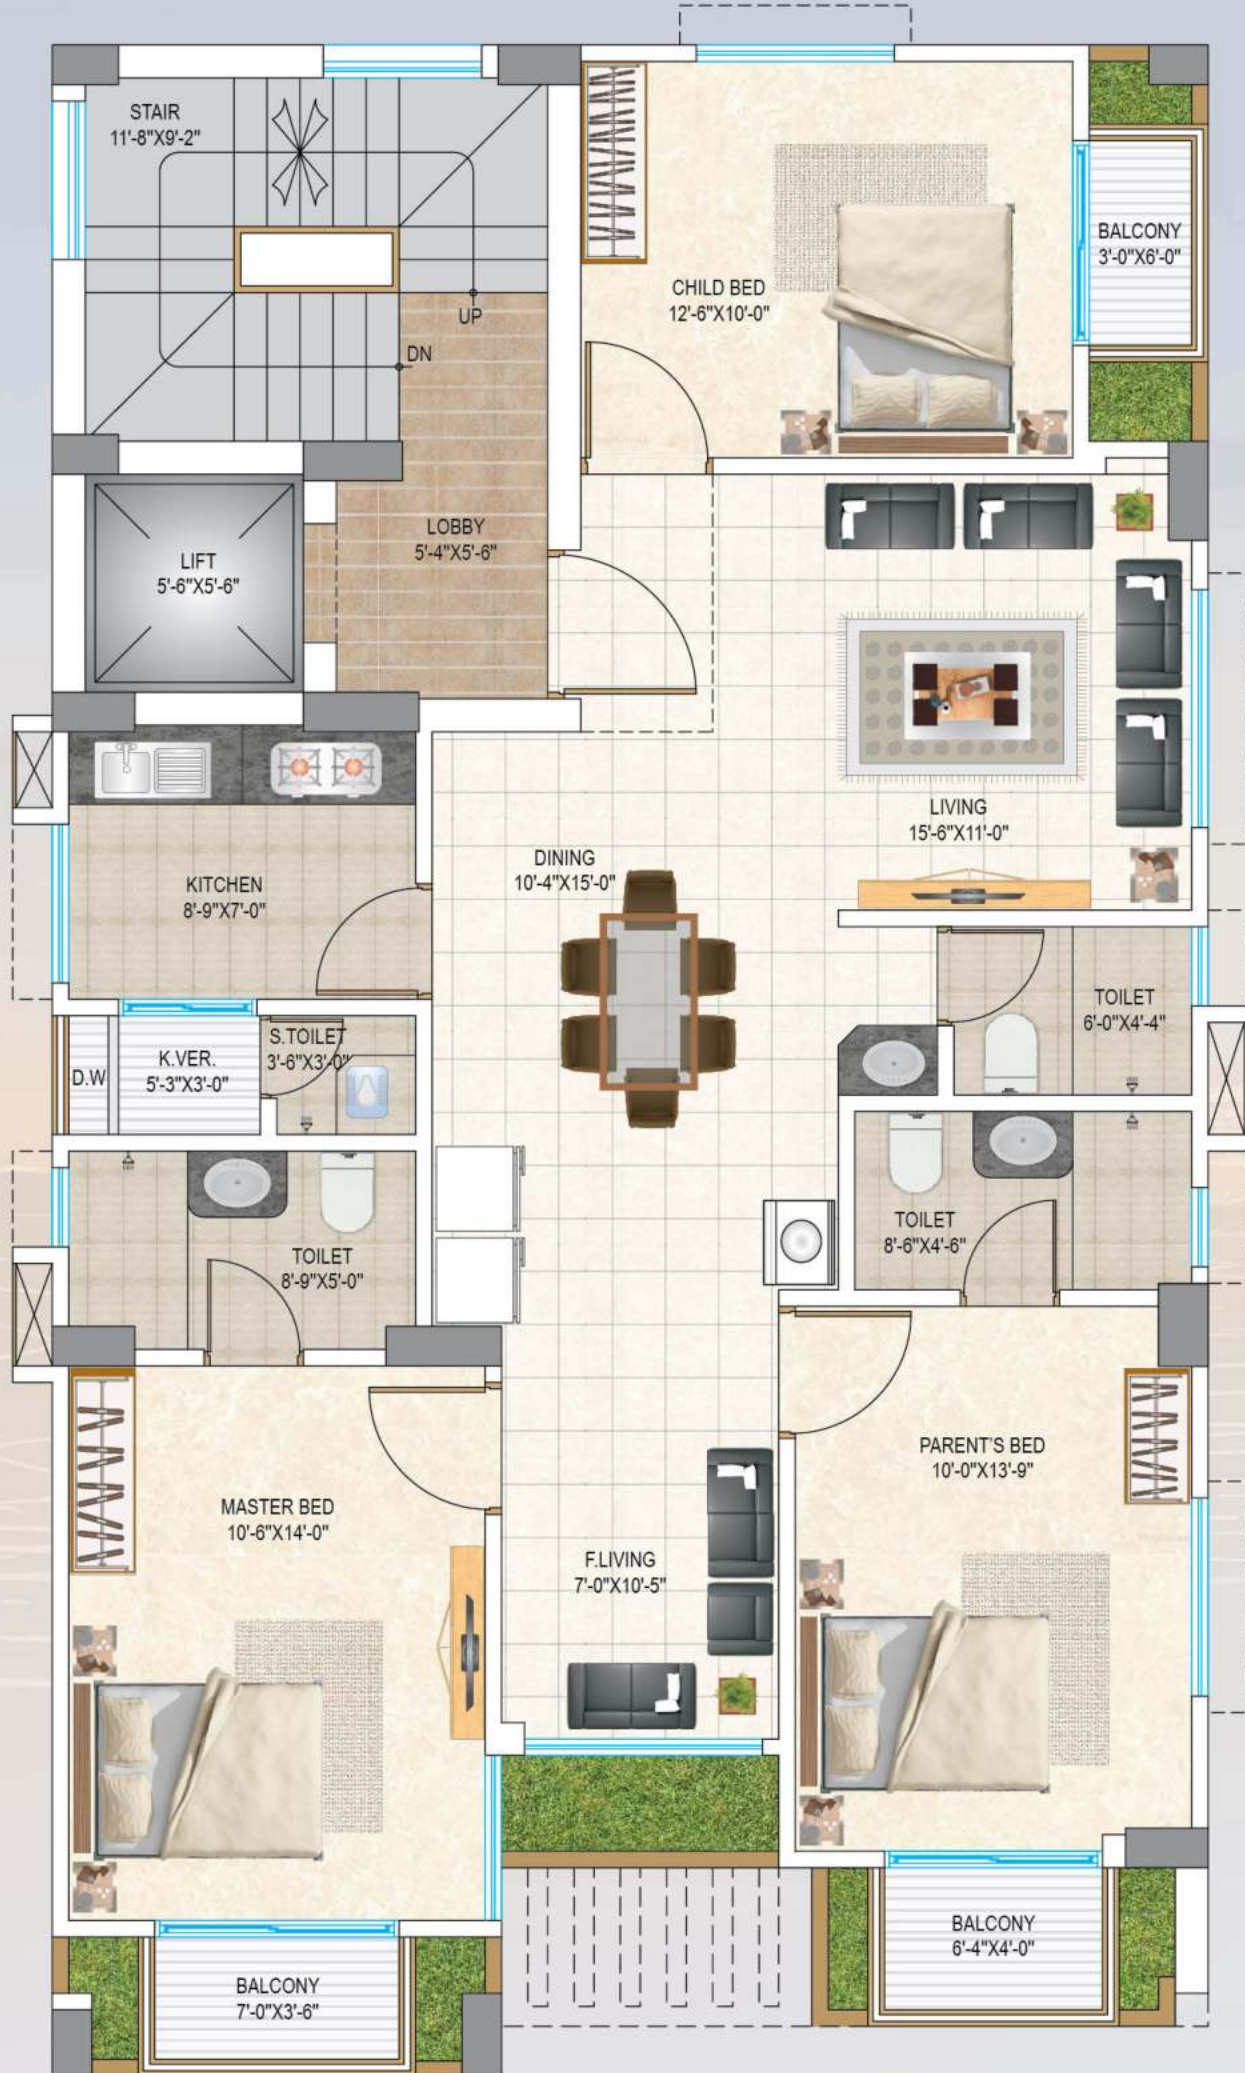 STAIR
11'-8"X9'-2"
BALCONY
3'-0"X6'-0"
CHILD BED
12'-6"X10'-0"
UP
DN
LOBBY
5'-4"X5'-6"
LIFT
5'-6"X5'-6"
LIVING
15'-6"X11'-0"
DINING
10'-4"X15'-0"
KITCHEN
8'-9"X7'-0"
TOILET
6'-0"X4'-4"
S.TOILET
3'-6"X3'-0"
K.VER.
5'-3"X3'-0"
D.W
TOILET
8'-6"X4'-6"
TOILET
8'-9"X5'-0"
PARENT'S BED
10'-0"X13'-9"
MASTER BED
10'-6"X14'-0"
F.LIVING
7'-0"X10'-5"
BALCONY
6'-4"X4'-0"
BALCONY
7'-0"X3'-6"